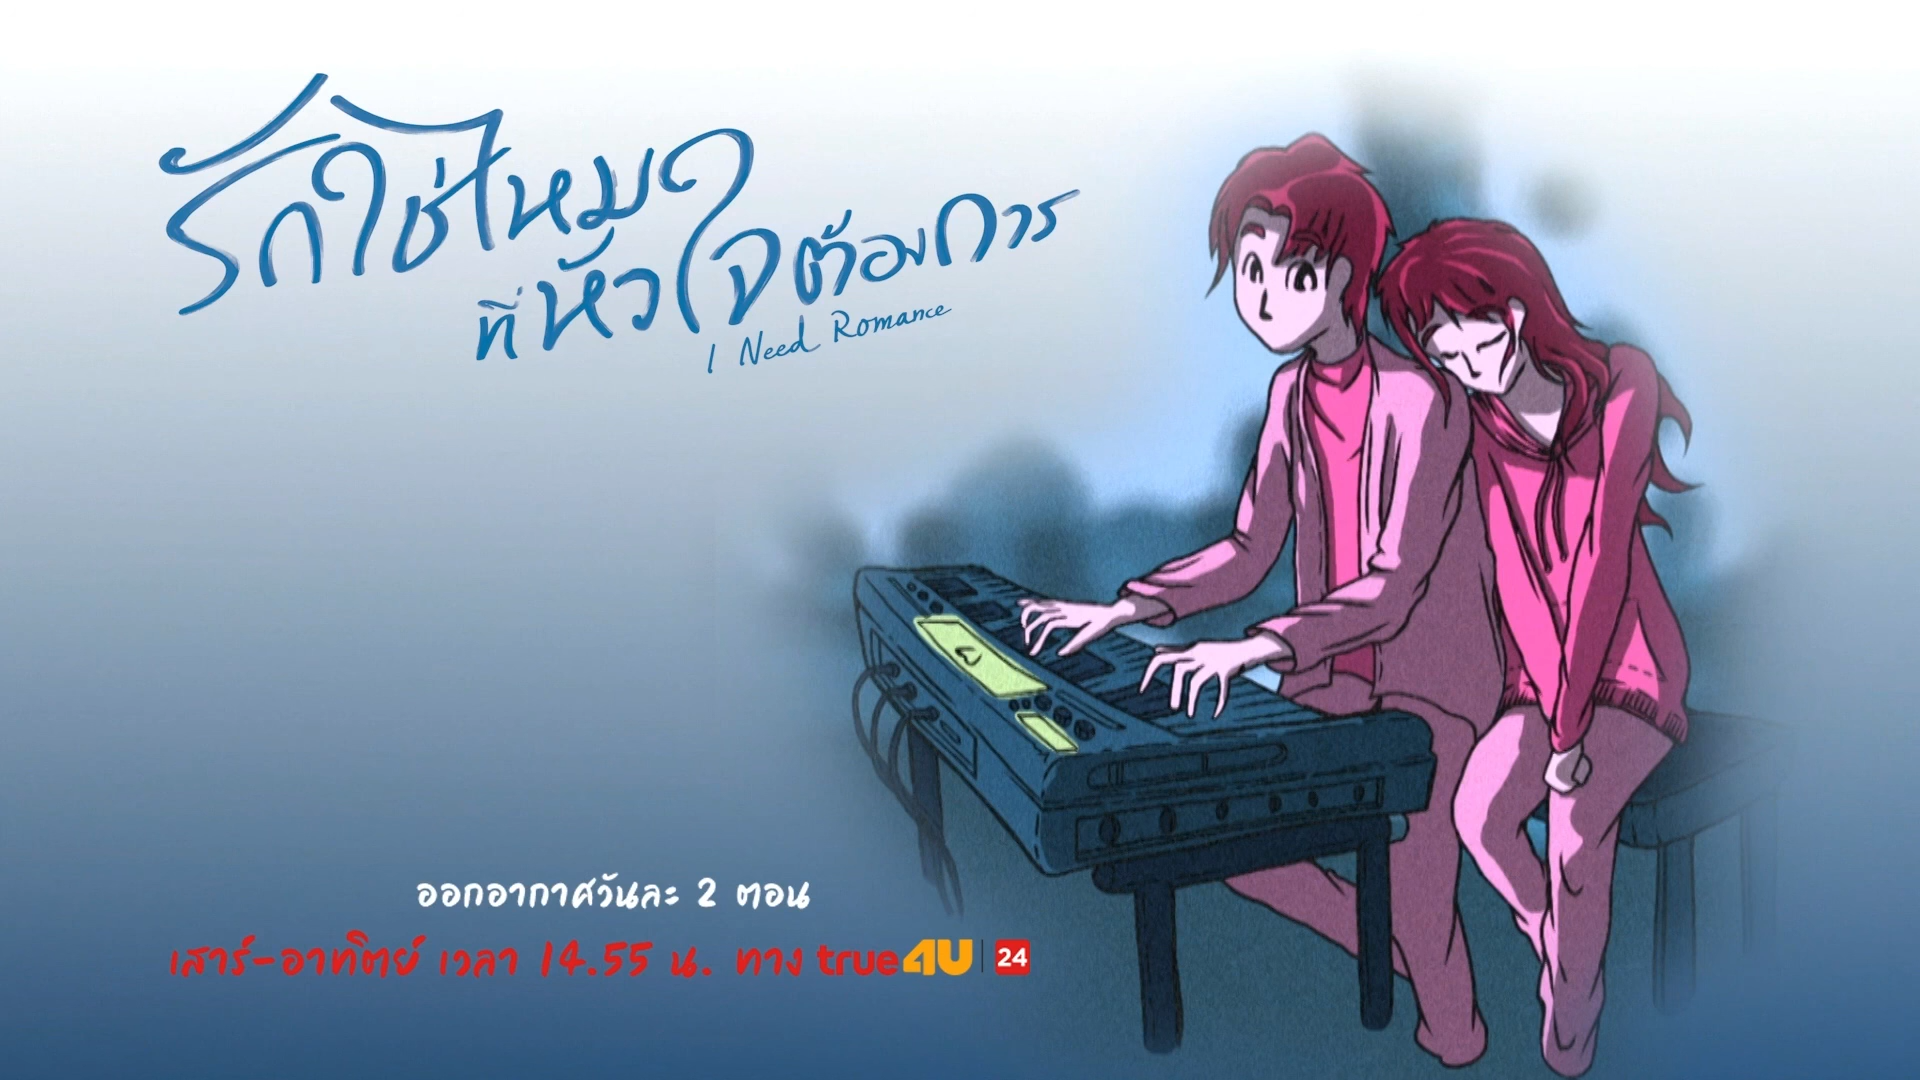 รักใช่ไหม
ที่หัวใจต้องการ
I Need Romance
ออกอากาศวันละ 2 ตอน
เสาร์-อาทิตย์ เวลา 14.55 น. ทาง true4U 24